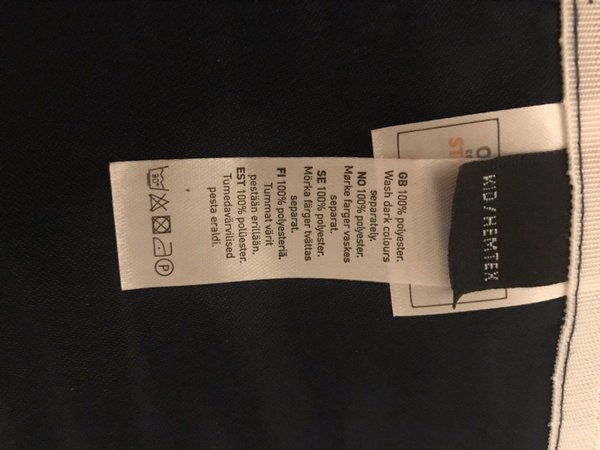 KID / HEMTEX
GB 100% polyester.
Wash dark colours
separately.
NO 100% polyester.
Mørke farger vaskes
separat.
SE 100% polyester.
Mörka färger tvättas
separat.
FI 100% polyesteriä.
Tummat värit
pestään erillään.
EST 100% polüester.
Tumedavärvilised
pesta eraldi.
P